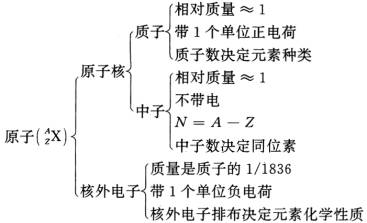 相对质量≈1
质子
带1个单位正电荷
质子数决定元素种类
原子核
相对质量≈1
中子
不带电
N=A-Z
中子数决定同位素
原子(ᴬ_ZX)
质量是质子的1/1836
核外电子
带1个单位负电荷
核外电子排布决定元素化学性质